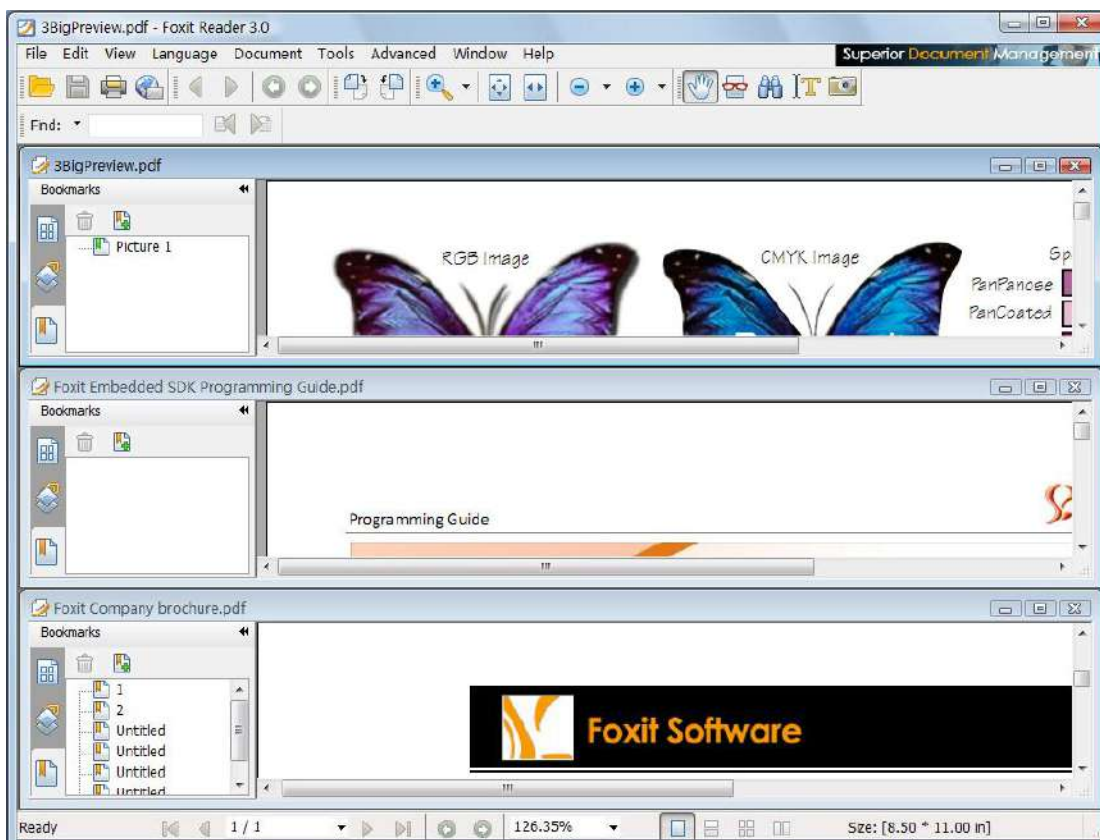 3BigPreview.pdf - Foxit Reader 3.0
File Edit View Language Document Tools Advanced Window Help
Superior Document Management
Find:
3BigPreview.pdf
Bookmarks
Picture 1
RGB Image
CMYK Image
Sp
PanPanose
PanCoated
Foxit Embedded SDK Programming Guide.pdf
Bookmarks
Programming Guide
Foxit Company brochure.pdf
Bookmarks
1
2
Untitled
Untitled
Untitled
Untitled
Foxit Software
Ready 1 / 1 126.35% Size: [8.50 * 11.00 in]